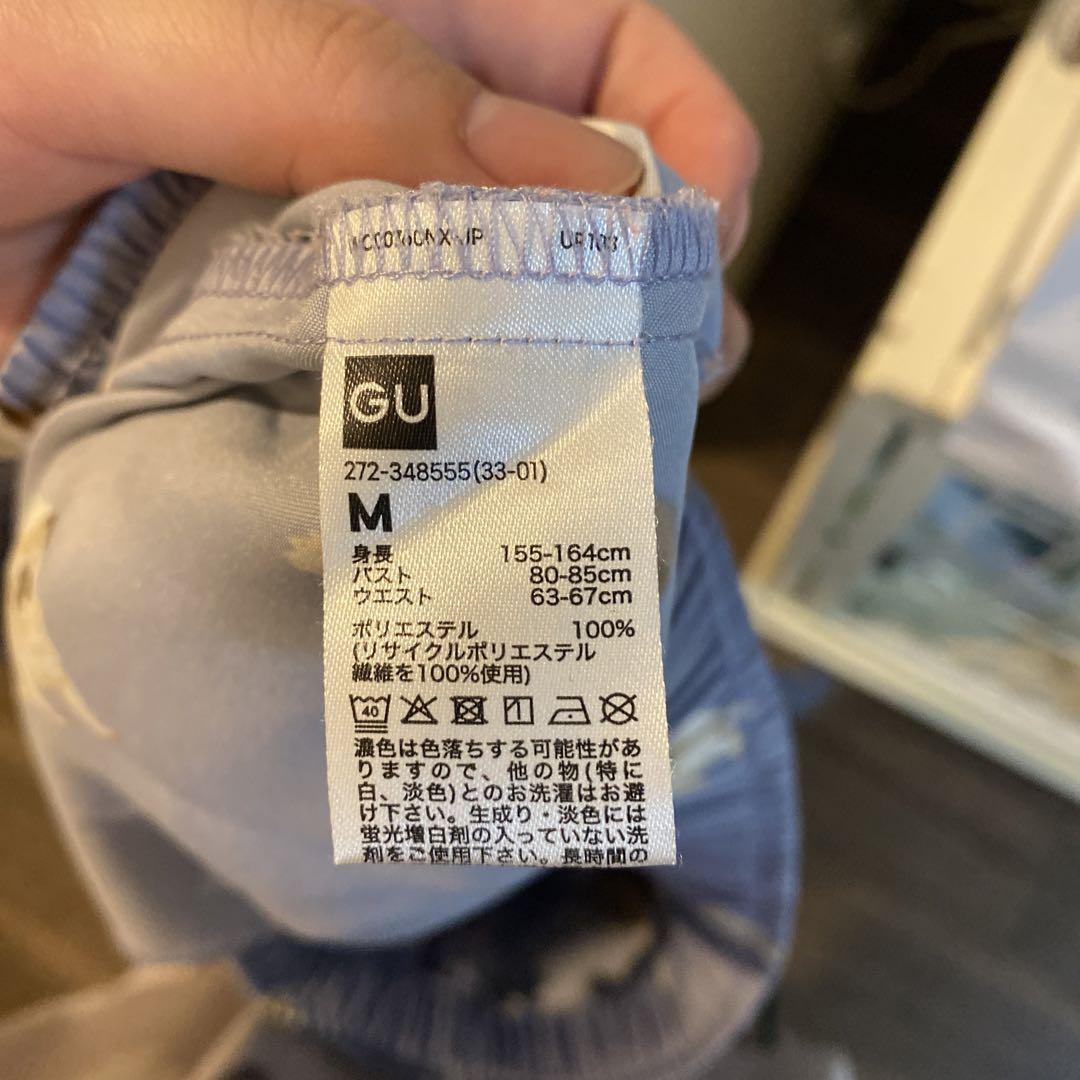 GU
272-348555(33-01)
M
身長 155-164cm
バスト 80-85cm
ウエスト 63-67cm
ポリエステル 100%
(リサイクルポリエステル
繊維を100%使用)
40
濃色は色落ちする可能性があ
りますので、他の物(特に
白、淡色)とのお洗濯はお避
け下さい。生成り・淡色には
蛍光増白剤の入っていない洗
剤をご使用下さい。長時間の